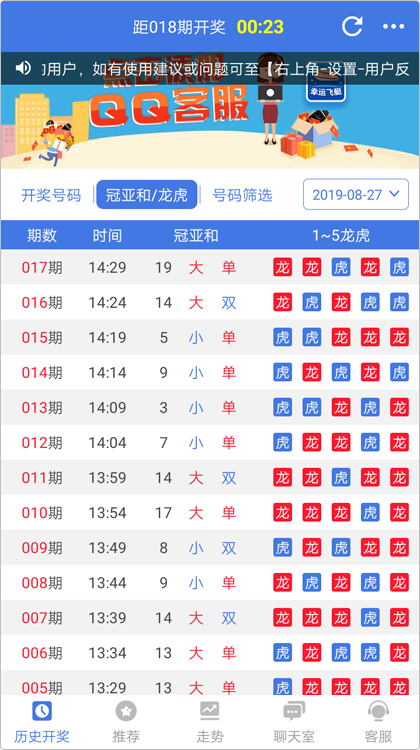 距018期开奖 00:23
用户，如有使用建议或问题可至【右上角-设置-用户反
点击旗舰
QQ客服
幸运飞艇
开奖号码 冠亚和/龙虎 号码筛选 2019-08-27
期数 时间 冠亚和 1~5龙虎
017期 14:29 19 大 单 龙 龙 虎 龙 虎
016期 14:24 14 大 双 龙 虎 龙 虎 虎
015期 14:19 5 小 单 虎 虎 龙 龙 龙
014期 14:14 9 小 单 虎 龙 虎 龙 虎
013期 14:09 3 小 单 虎 虎 龙 虎 龙
012期 14:04 7 小 单 虎 龙 龙 虎 龙
011期 13:59 14 大 双 龙 龙 虎 龙 龙
010期 13:54 17 大 单 龙 龙 龙 虎 龙
009期 13:49 8 小 双 虎 龙 虎 龙 龙
008期 13:44 9 小 单 龙 虎 龙 虎 龙
007期 13:39 14 大 双 龙 龙 龙 虎 龙
006期 13:34 13 大 单 龙 虎 虎 龙 龙
005期 13:29 13 大 单 龙 龙 虎 虎 龙
历史开奖 推荐 走势 聊天室 客服